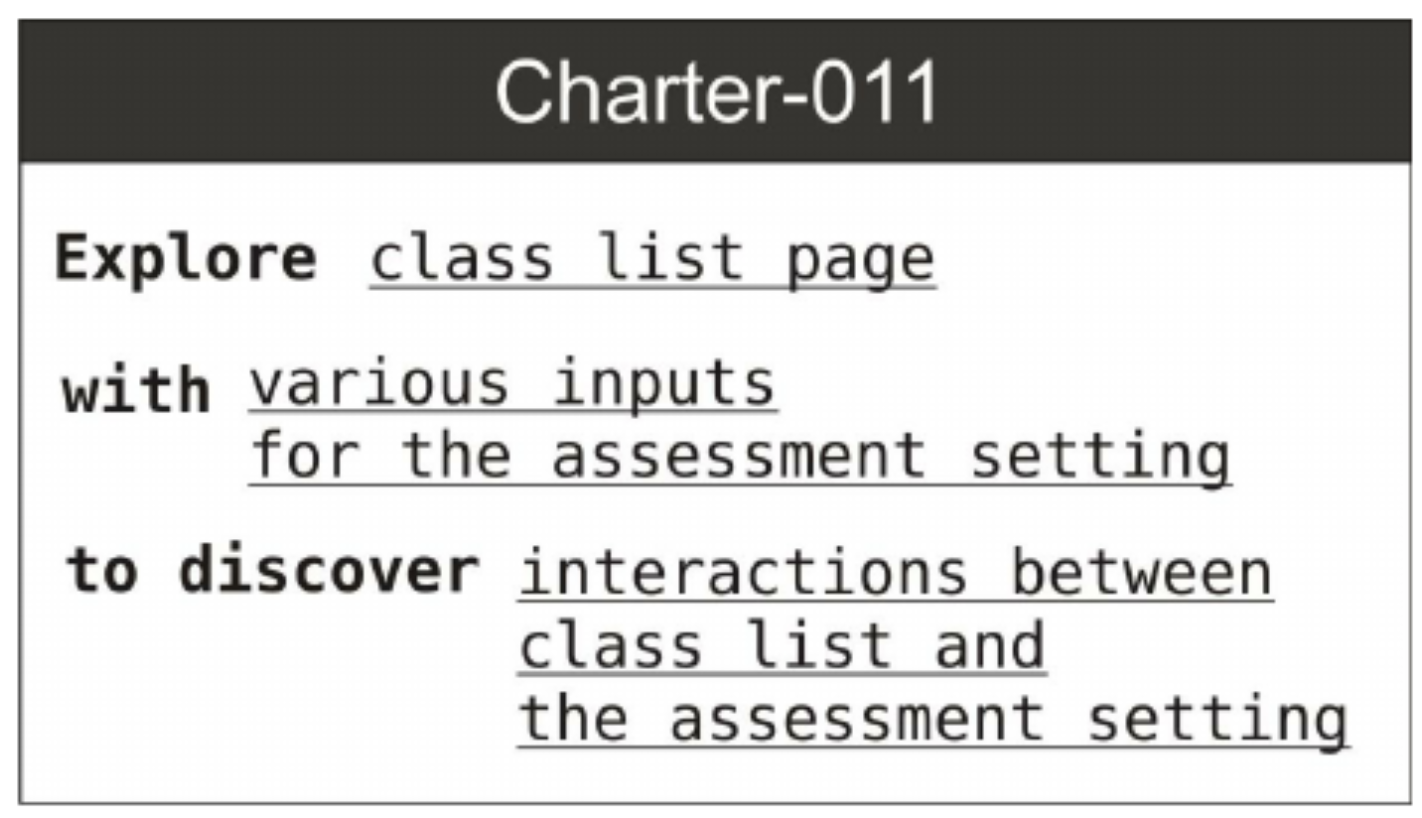 Charter-011
Explore class list page
with various inputs
for the assessment setting
to discover interactions between
class list and
the assessment setting